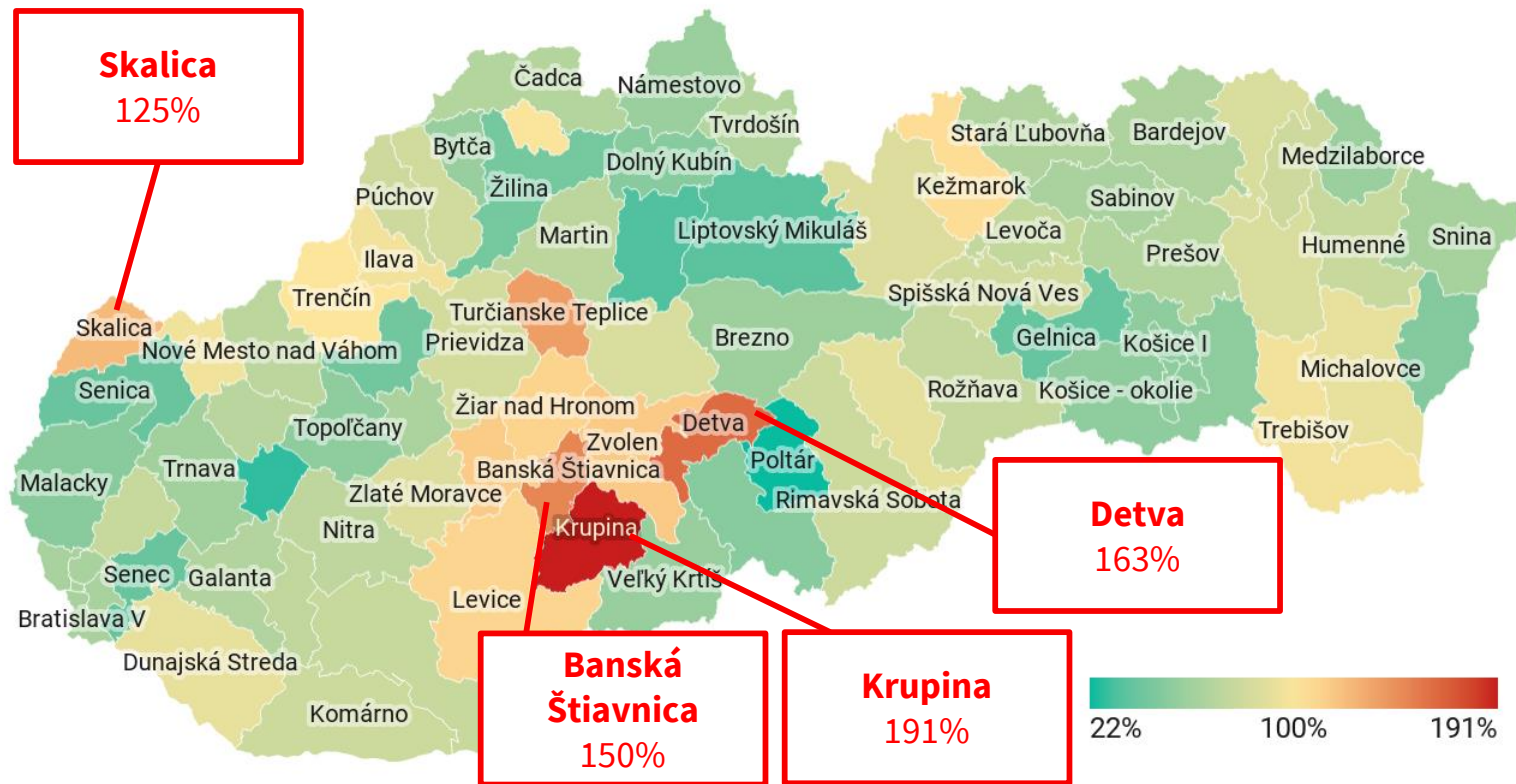 Skalica
125%
Čadca
Námestovo
Tvrdošín
Bytča
Dolný Kubín
Žilina
Púchov
Martin
Liptovský Mikuláš
Stará Ľubovňa
Bardejov
Medzilaborce
Kežmarok
Sabinov
Levoča
Prešov
Humenné
Snina
Ilava
Trenčín
Spišská Nová Ves
Skalica
Turčianske Teplice
Nové Mesto nad Váhom
Prievidza
Brezno
Gelnica
Košice I
Michalovce
Senica
Rožňava
Košice - okolie
Žiar nad Hronom
Topoľčany
Detva
Zvolen
Trebišov
Trnava
Banská Štiavnica
Poltár
Malacky
Zlaté Moravce
Rimavská Sobota
Nitra
Krupina
Senec
Galanta
Veľký Krtíš
Levice
Bratislava V
Dunajská Streda
Komárno
Detva
163%
Banská
Štiavnica
150%
Krupina
191%
22%
100%
191%